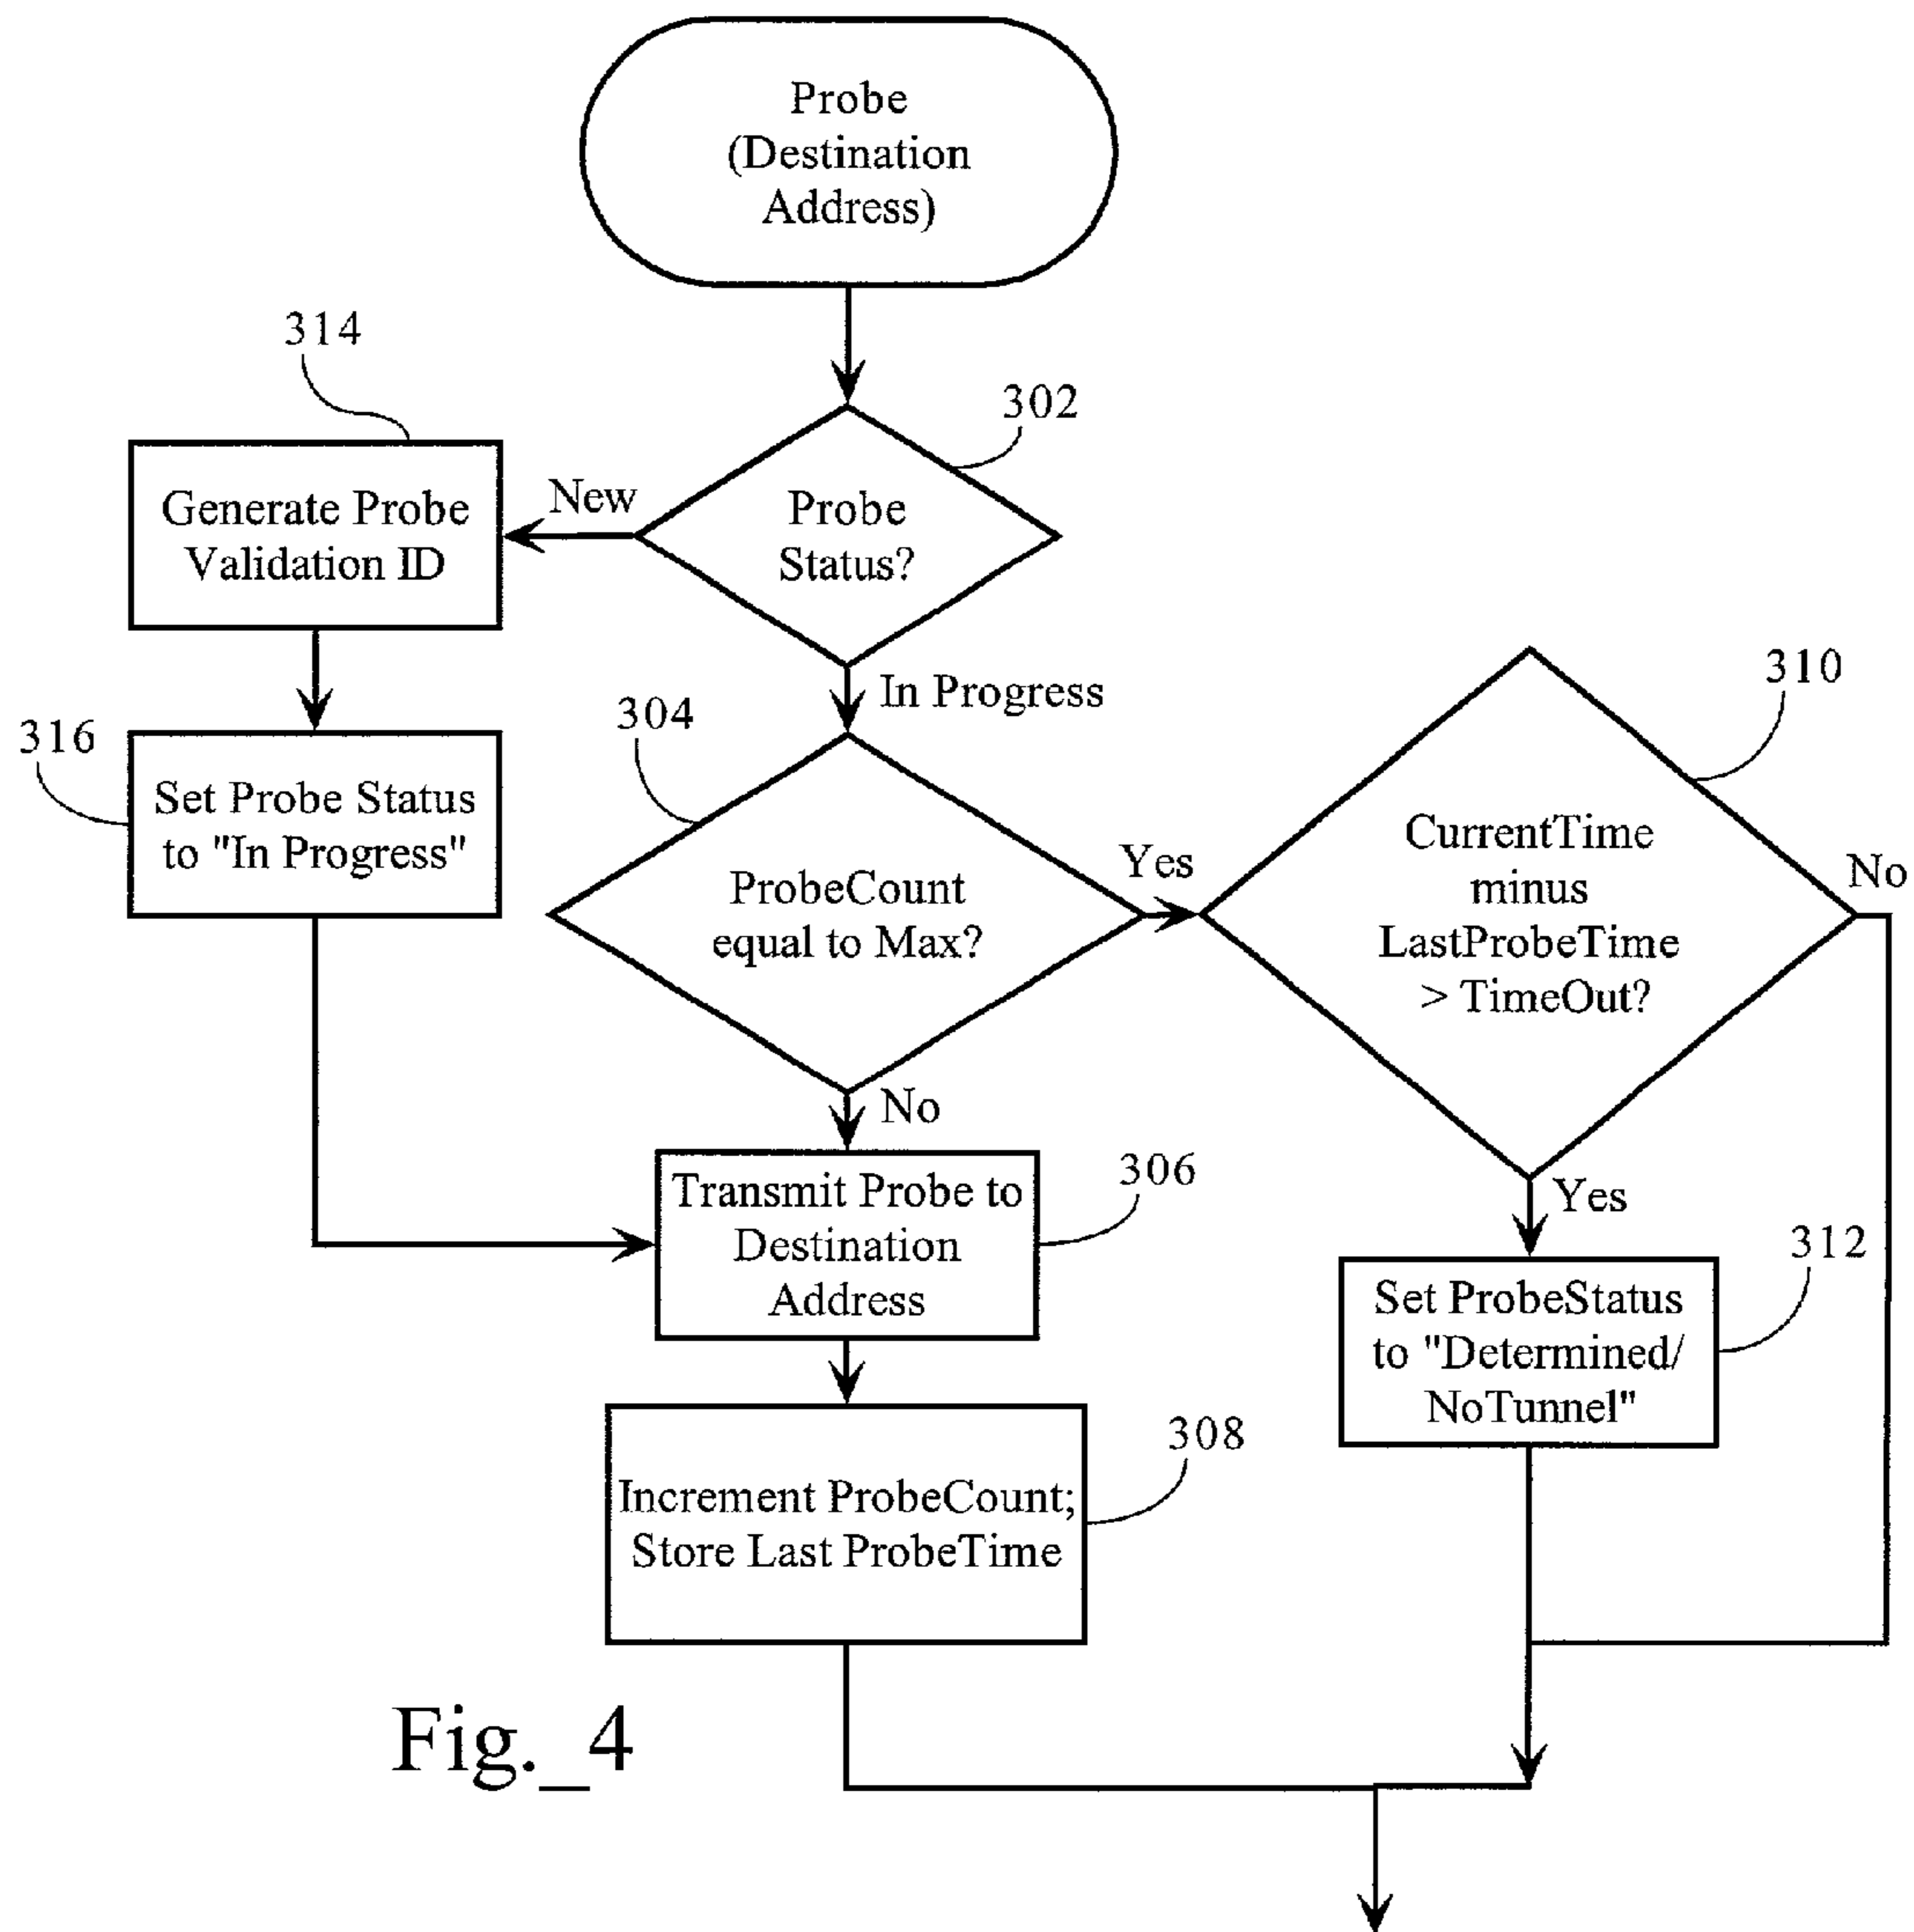 Probe
(Destination
Address)
314
302
Generate Probe
Validation ID
New
Probe
Status?
In Progress
310
304
316
Set Probe Status
to "In Progress"
ProbeCount
equal to Max?
Yes
CurrentTime
minus
LastProbeTime
> TimeOut?
No
No
Transmit Probe to
Destination
Address
306
Yes
312
Set ProbeStatus
to "Determined/
NoTunnel"
Increment ProbeCount;
Store Last ProbeTime
308
Fig._4